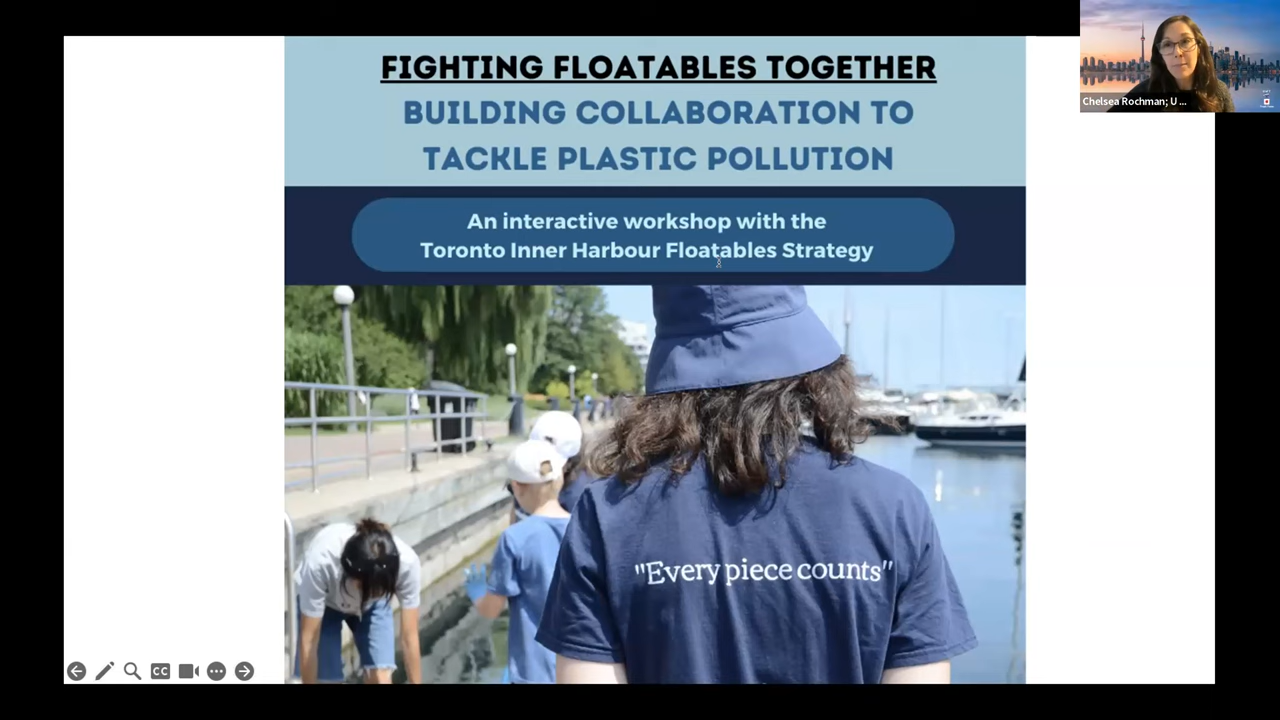 FIGHTING FLOATABLES TOGETHER
BUILDING COLLABORATION TO
TACKLE PLASTIC POLLUTION
An interactive workshop with the
Toronto Inner Harbour Floatables Strategy
"Every piece counts"
Chelsea Rochman; U ...
CC